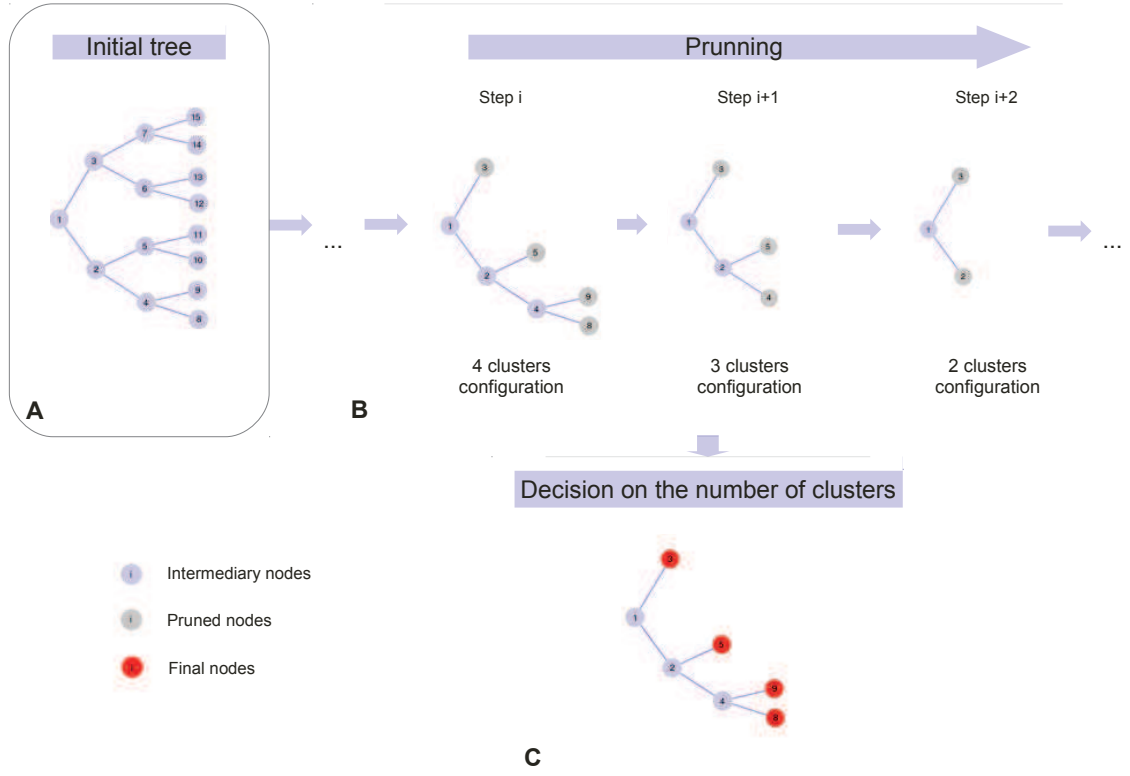 Initial tree
Prunning
Step i
Step i+1
Step i+2
15
7
14
3
13
6
12
1
11
5
10
2
9
4
8
A
...
3
1
5
2
9
4
8
4 clusters
configuration
B
3
1
5
2
4
3 clusters
configuration
3
1
2
2 clusters
configuration
...
Decision on the number of clusters
i Intermediary nodes
i Pruned nodes
i Final nodes
3
1
5
2
9
4
8
C